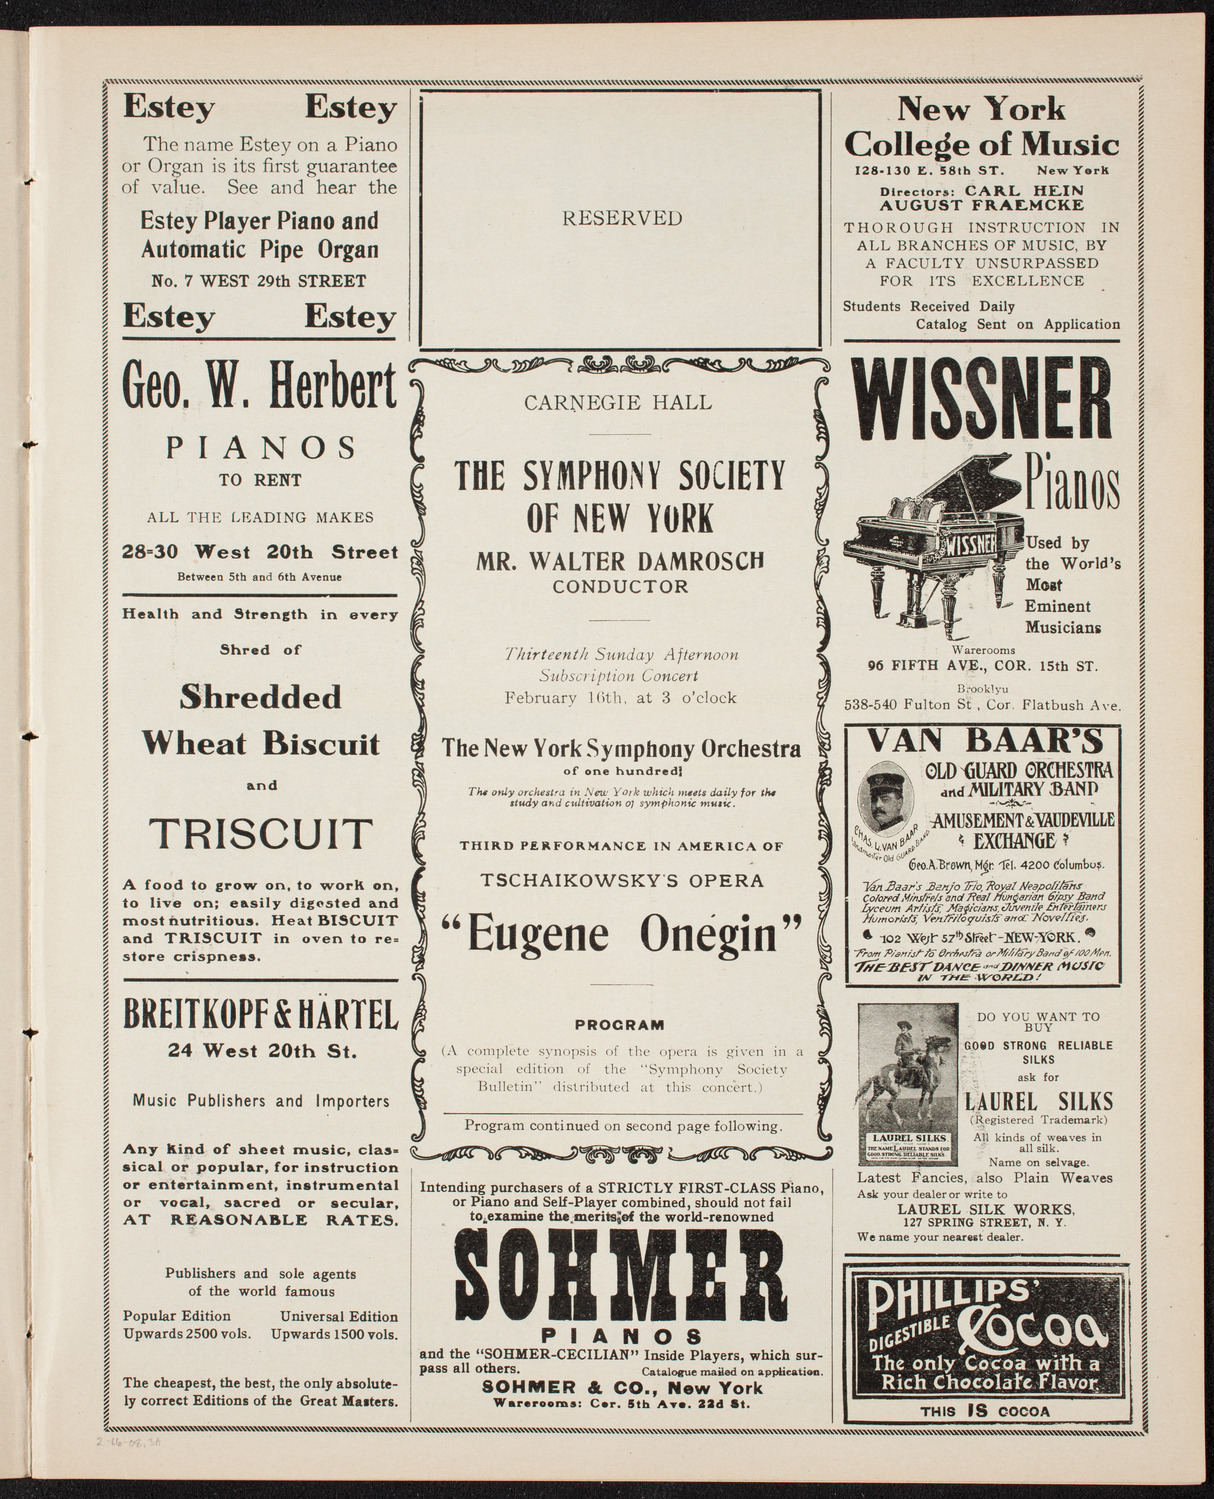 Estey Estey
The name Estey on a Piano
or Organ is its first guarantee
of value. See and hear the
Estey Player Piano and
Automatic Pipe Organ
No. 7 WEST 29th STREET
Estey Estey
Geo. W. Herbert
PIANOS
TO RENT
ALL THE LEADING MAKES
28=30 West 20th Street
Between 5th and 6th Avenue
Health and Strength in every
Shred of
Shredded
Wheat Biscuit
and
TRISCUIT
A food to grow on, to work on,
to live on; easily digested and
most nutritious. Heat BISCUIT
and TRISCUIT in oven to re=
store crispness.
BREITKOPF & HÄRTEL
24 West 20th St.
Music Publishers and Importers
Any kind of sheet music, clas=
sical or popular, for instruction
or entertainment, instrumental
or vocal, sacred or secular,
AT REASONABLE RATES.
Publishers and sole agents
of the world famous
Popular Edition Universal Edition
Upwards 2500 vols. Upwards 1500 vols.
The cheapest, the best, the only absolute-
ly correct Editions of the Great Masters.
RESERVED
CARNEGIE HALL
THE SYMPHONY SOCIETY
OF NEW YORK
MR. WALTER DAMROSCH
CONDUCTOR
Thirteenth Sunday Afternoon
Subscription Concert
February 16th, at 3 o'clock
The New York Symphony Orchestra
of one hundred
The only orchestra in New York which meets daily for the
study and cultivation of symphonic music.
THIRD PERFORMANCE IN AMERICA OF
TSCHAIKOWSKY'S OPERA
"Eugene Onégin"
PROGRAM
(A complete synopsis of the opera is given in a
special edition of the "Symphony Society
Bulletin" distributed at this concert.)
Program continued on second page following.
Intending purchasers of a STRICTLY FIRST-CLASS Piano,
or Piano and Self-Player combined, should not fail
to examine the merits of the world-renowned
SOHMER
PIANOS
and the "SOHMER-CECILIAN" Inside Players, which sur-
pass all others. Catalogue mailed on application.
SOHMER & CO., New York
Warerooms: Cor. 5th Ave. 22d St.
New York
College of Music
128-130 E. 58th ST. New York
Directors: CARL HEIN
AUGUST FRAEMCKE
THOROUGH INSTRUCTION IN
ALL BRANCHES OF MUSIC, BY
A FACULTY UNSURPASSED
FOR ITS EXCELLENCE
Students Received Daily
Catalog Sent on Application
WISSNER
Pianos
WISSNER
Used by
the World's
Most
Eminent
Musicians
Warerooms
96 FIFTH AVE., COR. 15th ST.
Brooklyu
538-540 Fulton St, Cor. Flatbush Ave.
VAN BAAR'S
OLD GUARD ORCHESTRA
and MILITARY BAND
AMUSEMENT & VAUDEVILLE
EXCHANGE
CHAS. L. VAN BAAR
Bandmaster Old Guard Band
Geo. A. Brown, Mgr. Tel. 4200 Columbus.
Van Baar's Banjo Trio, Royal Neapolitans
Colored Minstrels and Real Hungarian Gipsy Band
Lyceum Artists, Magicians, Juvenile Entertainers
Humorists, Ventriloquists and Novelties.
102 West 57th Street-NEW-YORK.
From Pianist to Orchestra or Military Band of 100 Men.
THE BEST DANCE and DINNER MUSIC
IN THE WORLD!
DO YOU WANT TO
BUY
GOOD STRONG RELIABLE
SILKS
ask for
LAUREL SILKS
(Registered Trademark)
All kinds of weaves in
all silk.
Name on selvage.
LAUREL SILKS.
THE NAME LAUREL STANDS FOR
GOOD STRONG RELIABLE SILKS
Latest Fancies, also Plain Weaves
Ask your dealer or write to
LAUREL SILK WORKS,
127 SPRING STREET, N. Y.
We name your nearest dealer.
PHILLIPS'
DIGESTIBLE
COCOA
The only Cocoa with a
Rich Chocolate Flavor
THIS IS COCOA
2-16-08, 3A